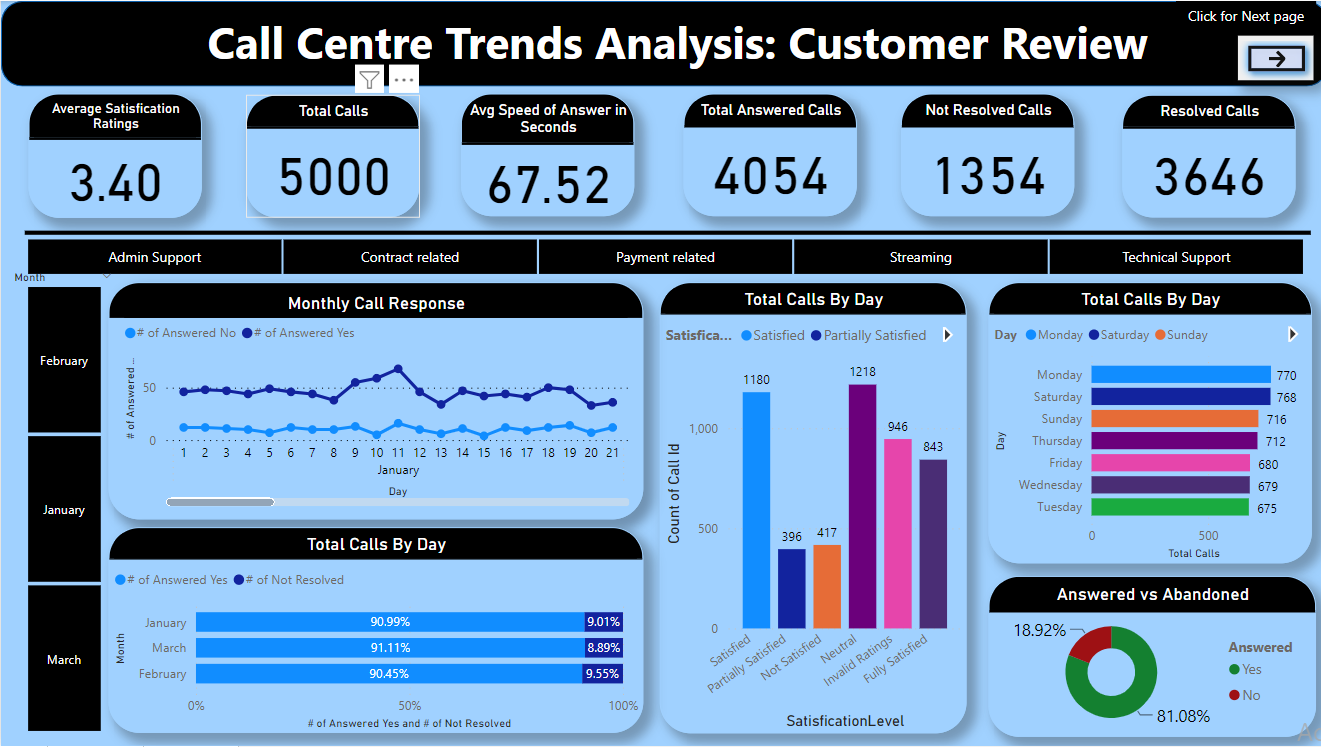 Click for Next page
Call Centre Trends Analysis: Customer Review
Average Satisfication
Ratings
3.40
Total Calls
5000
Avg Speed of Answer in
Seconds
67.52
Total Answered Calls
4054
Not Resolved Calls
1354
Resolved Calls
3646
Admin Support
Contract related
Payment related
Streaming
Technical Support
Month
February
January
March
Monthly Call Response
# of Answered No # of Answered Yes
# of Answered ...
50
0
1 2 3 4 5 6 7 8 9 10 11 12 13 14 15 16 17 18 19 20 21
January
Day
Total Calls By Day
# of Answered Yes # of Not Resolved
Month
January 90.99% 9.01%
March 91.11% 8.89%
February 90.45% 9.55%
0% 50% 100%
# of Answered Yes and # of Not Resolved
Total Calls By Day
Satisfica... Satisfied Partially Satisfied
Count of Call Id
1,000
500
0
1180
396
417
1218
946
843
Satisfied
Partially Satisfied
Not Satisfied
Neutral
Invalid Ratings
Fully Satisfied
SatisficationLevel
Total Calls By Day
Day Monday Saturday Sunday
Day
Monday 770
Saturday 768
Sunday 716
Thursday 712
Friday 680
Wednesday 679
Tuesday 675
0 500
Total Calls
Answered vs Abandoned
18.92%
81.08%
Answered
Yes
No